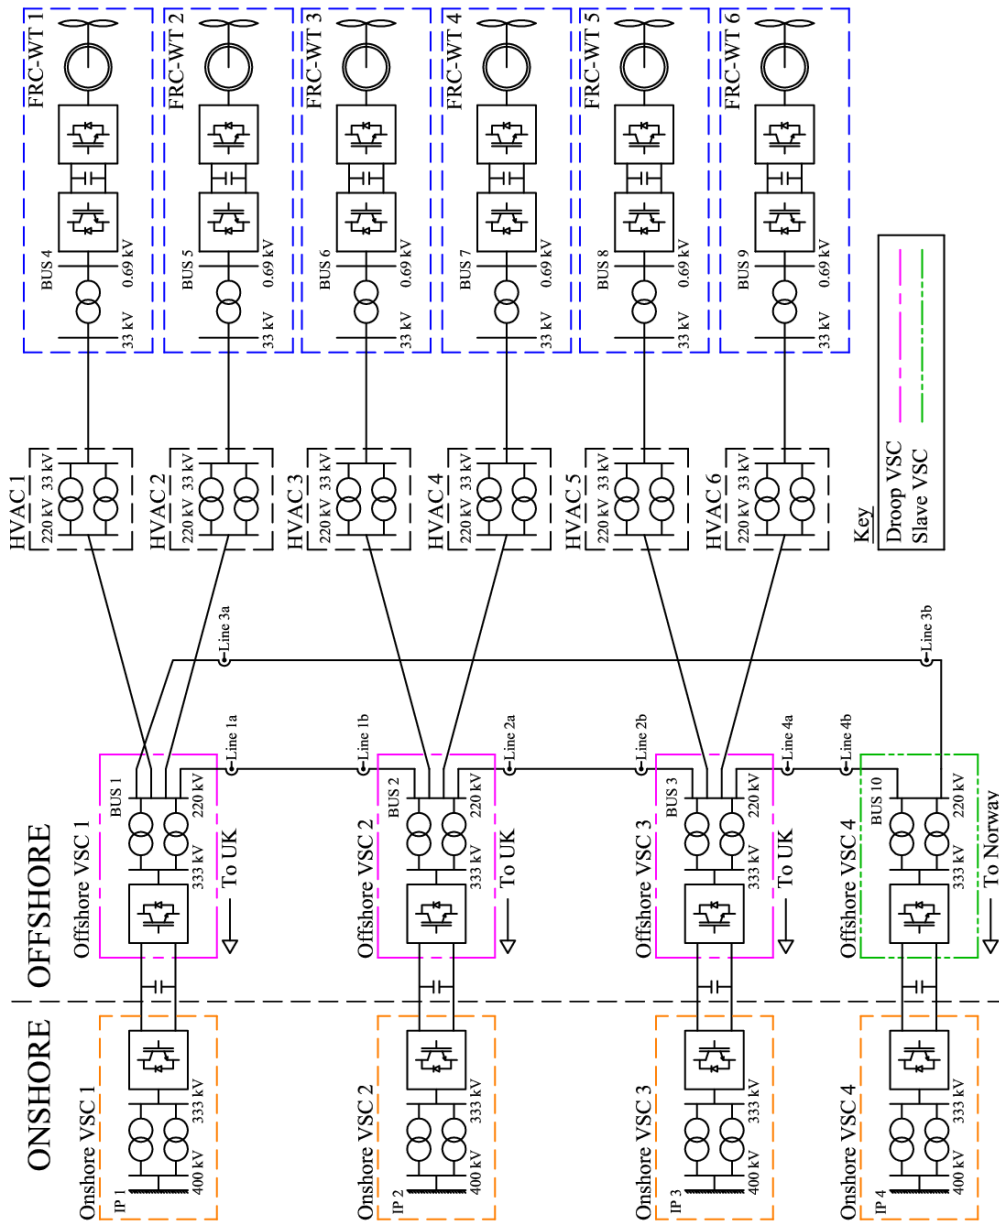 ONSHORE
OFFSHORE
Onshore VSC 1
IP 1
400 kV
333 kV
Offshore VSC 1
BUS 1
333 kV
220 kV
To UK
Line 1a
Line 1b
Line 3a
Line 3b
HVAC 1
220 kV
33 kV
FRC-WT 1
BUS 4
33 kV
0.69 kV
HVAC 2
220 kV
33 kV
FRC-WT 2
BUS 5
33 kV
0.69 kV
Onshore VSC 2
IP 2
400 kV
333 kV
Offshore VSC 2
BUS 2
333 kV
220 kV
To UK
Line 2a
Line 2b
HVAC 3
220 kV
33 kV
FRC-WT 3
BUS 6
33 kV
0.69 kV
HVAC 4
220 kV
33 kV
FRC-WT 4
BUS 7
33 kV
0.69 kV
Onshore VSC 3
IP 3
400 kV
333 kV
Offshore VSC 3
BUS 3
333 kV
220 kV
To UK
Line 4a
Line 4b
HVAC 5
220 kV
33 kV
FRC-WT 5
BUS 8
33 kV
0.69 kV
HVAC 6
220 kV
33 kV
FRC-WT 6
BUS 9
33 kV
0.69 kV
Onshore VSC 4
IP 4
400 kV
333 kV
Offshore VSC 4
BUS 10
333 kV
220 kV
To Norway
Key
Droop VSC
Slave VSC